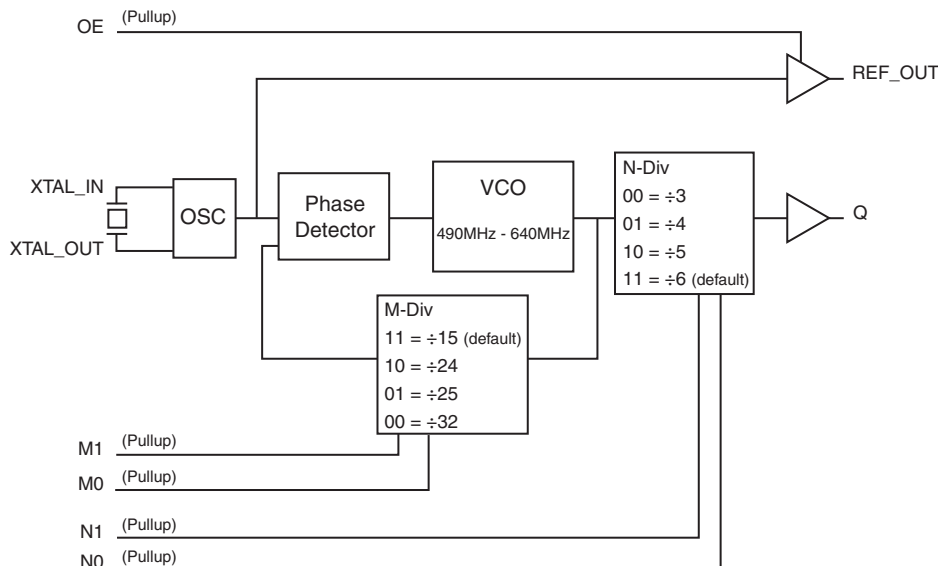 OE (Pullup)
REF_OUT
XTAL_IN
XTAL_OUT
OSC
Phase
Detector
VCO
490MHz - 640MHz
N-Div
00 = ÷3
01 = ÷4
10 = ÷5
11 = ÷6 (default)
Q
M-Div
11 = ÷15 (default)
10 = ÷24
01 = ÷25
00 = ÷32
M1 (Pullup)
M0 (Pullup)
N1 (Pullup)
N0 (Pullup)